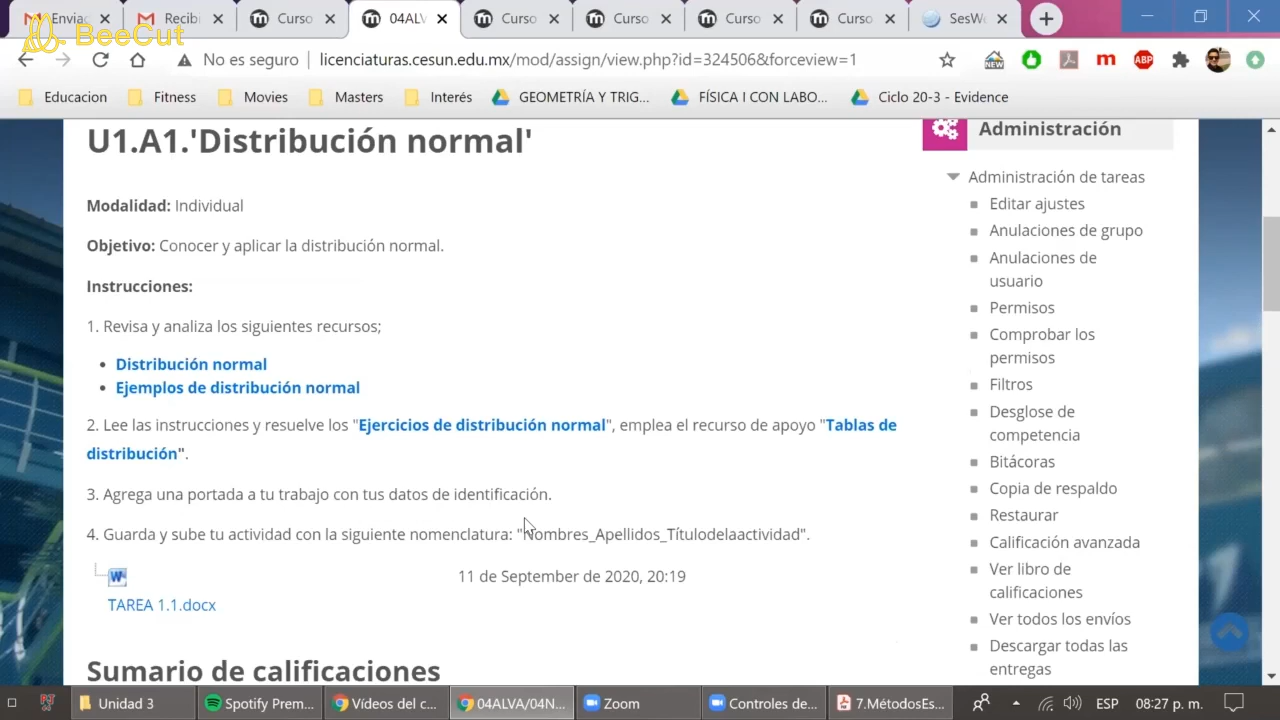 Enviac
Recibi
Curso
04ALV
Curso
Curso
Curso
Curso
SesW
BeeCut
No es seguro
licenciaturas.cesun.edu.mx/mod/assign/view.php?id=324506&forceview=1
NEW
m
ABP
Educacion
Fitness
Movies
Masters
Interés
GEOMETRÍA Y TRIG...
FÍSICA I CON LABO...
Ciclo 20-3 - Evidence
U1.A1.'Distribución normal'
Modalidad: Individual
Objetivo: Conocer y aplicar la distribución normal.
Instrucciones:
1. Revisa y analiza los siguientes recursos;
• Distribución normal
• Ejemplos de distribución normal
2. Lee las instrucciones y resuelve los "Ejercicios de distribución normal", emplea el recurso de apoyo "Tablas de
distribución".
3. Agrega una portada a tu trabajo con tus datos de identificación.
4. Guarda y sube tu actividad con la siguiente nomenclatura: "Nombres_Apellidos_Títulodelaactividad".
11 de September de 2020, 20:19
TAREA 1.1.docx
Sumario de calificaciones
Administración
Administración de tareas
Editar ajustes
Anulaciones de grupo
Anulaciones de
usuario
Permisos
Comprobar los
permisos
Filtros
Desglose de
competencia
Bitácoras
Copia de respaldo
Restaurar
Calificación avanzada
Ver libro de
calificaciones
Ver todos los envíos
Descargar todas las
entregas
Unidad 3
Spotify Prem...
Vídeos del c...
04ALVA/04N...
Zoom
Controles de...
7.MétodosEs...
ESP
08:27 p. m.